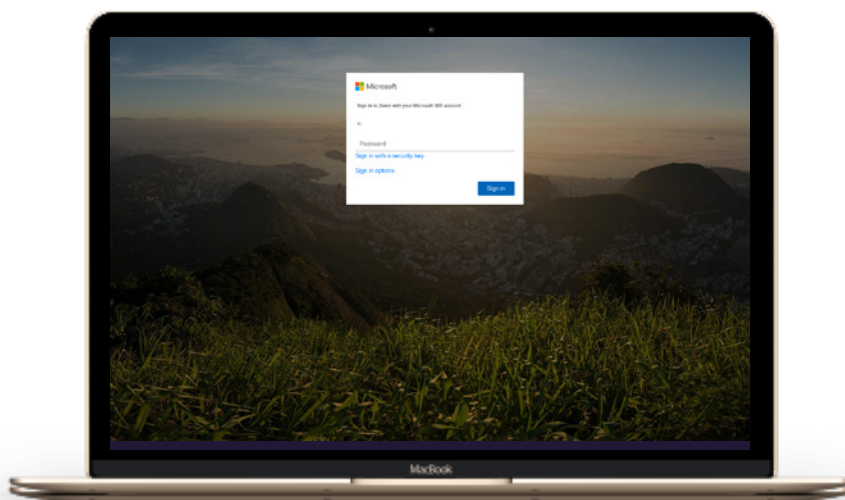 Microsoft
Sign in to Zoom with your Microsoft 365 account
←
Password
Sign in with a security key
Sign in options
Sign in
MacBook